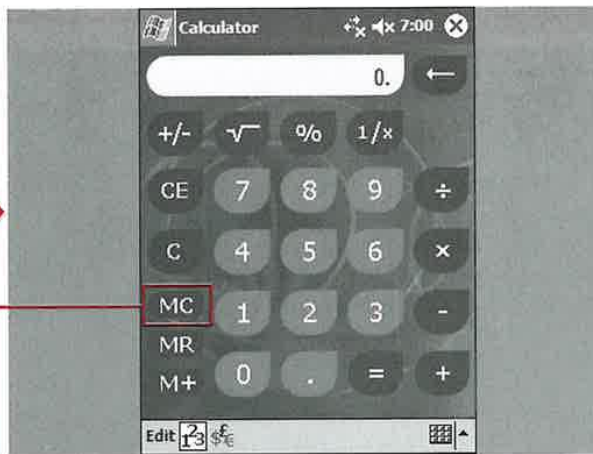 Calculator 7:00
0. ←
+/- √ % 1/x
CE 7 8 9 ÷
C 4 5 6 ×
MC 1 2 3 -
MR
M+ 0 . = +
Edit 123 $£€